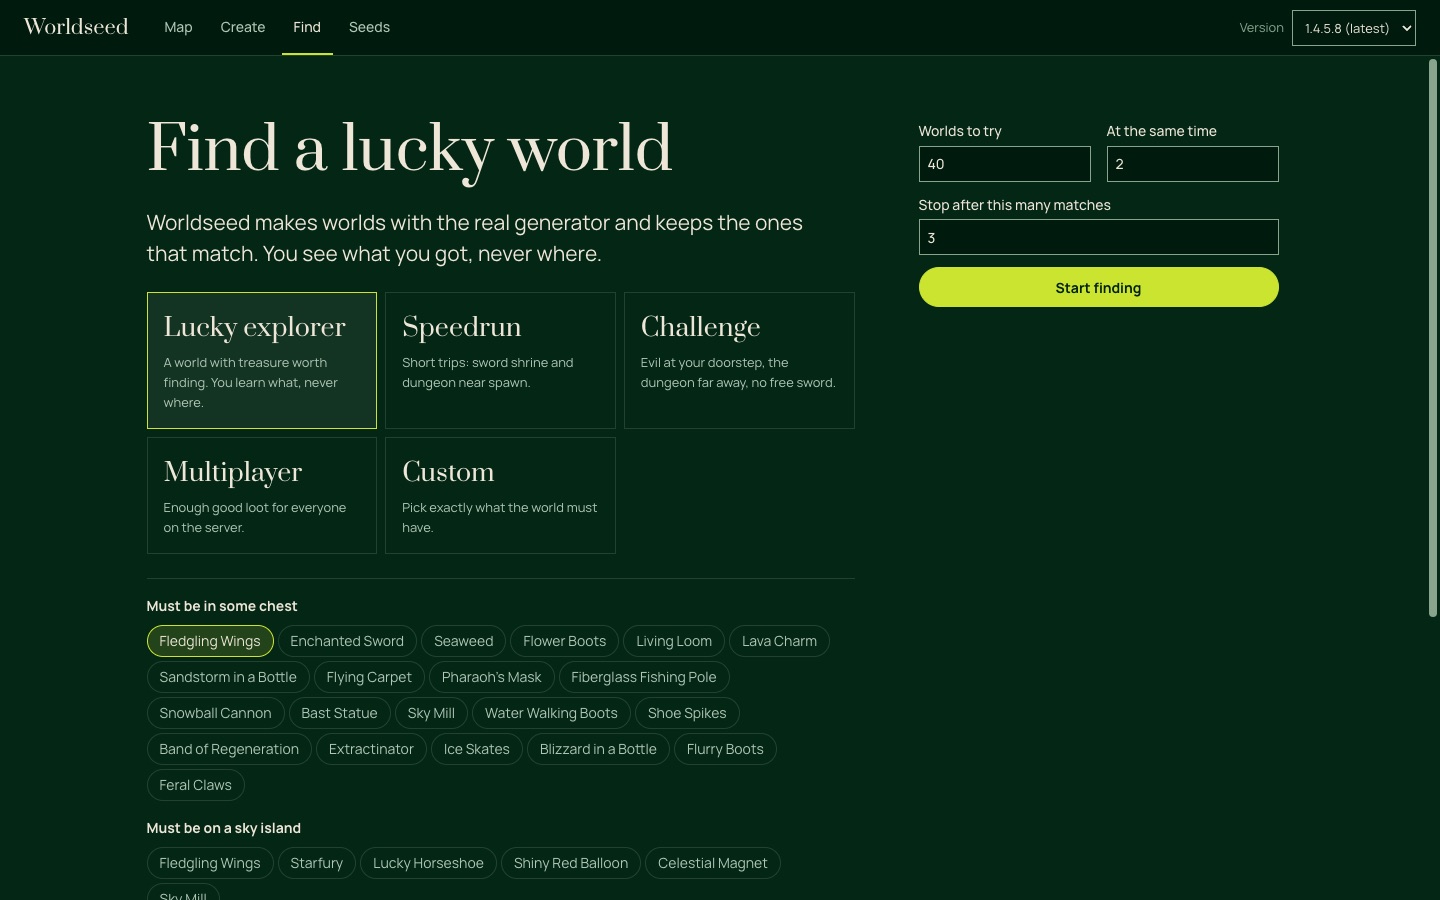 Worldseed Map Create Find Seeds Version 1.4.5.8 (latest)
Find a lucky world
Worldseed makes worlds with the real generator and keeps the ones
that match. You see what you got, never where.
Lucky explorer
A world with treasure worth
finding. You learn what, never
where.
Speedrun
Short trips: sword shrine and
dungeon near spawn.
Challenge
Evil at your doorstep, the
dungeon far away, no free sword.
Multiplayer
Enough good loot for everyone
on the server.
Custom
Pick exactly what the world must
have.
Must be in some chest
Fledgling Wings Enchanted Sword Seaweed Flower Boots Living Loom Lava Charm
Sandstorm in a Bottle Flying Carpet Pharaoh's Mask Fiberglass Fishing Pole
Snowball Cannon Bast Statue Sky Mill Water Walking Boots Shoe Spikes
Band of Regeneration Extractinator Ice Skates Blizzard in a Bottle Flurry Boots
Feral Claws
Must be on a sky island
Fledgling Wings Starfury Lucky Horseshoe Shiny Red Balloon Celestial Magnet
Sky Mill
Worlds to try At the same time
40 2
Stop after this many matches
3
Start finding